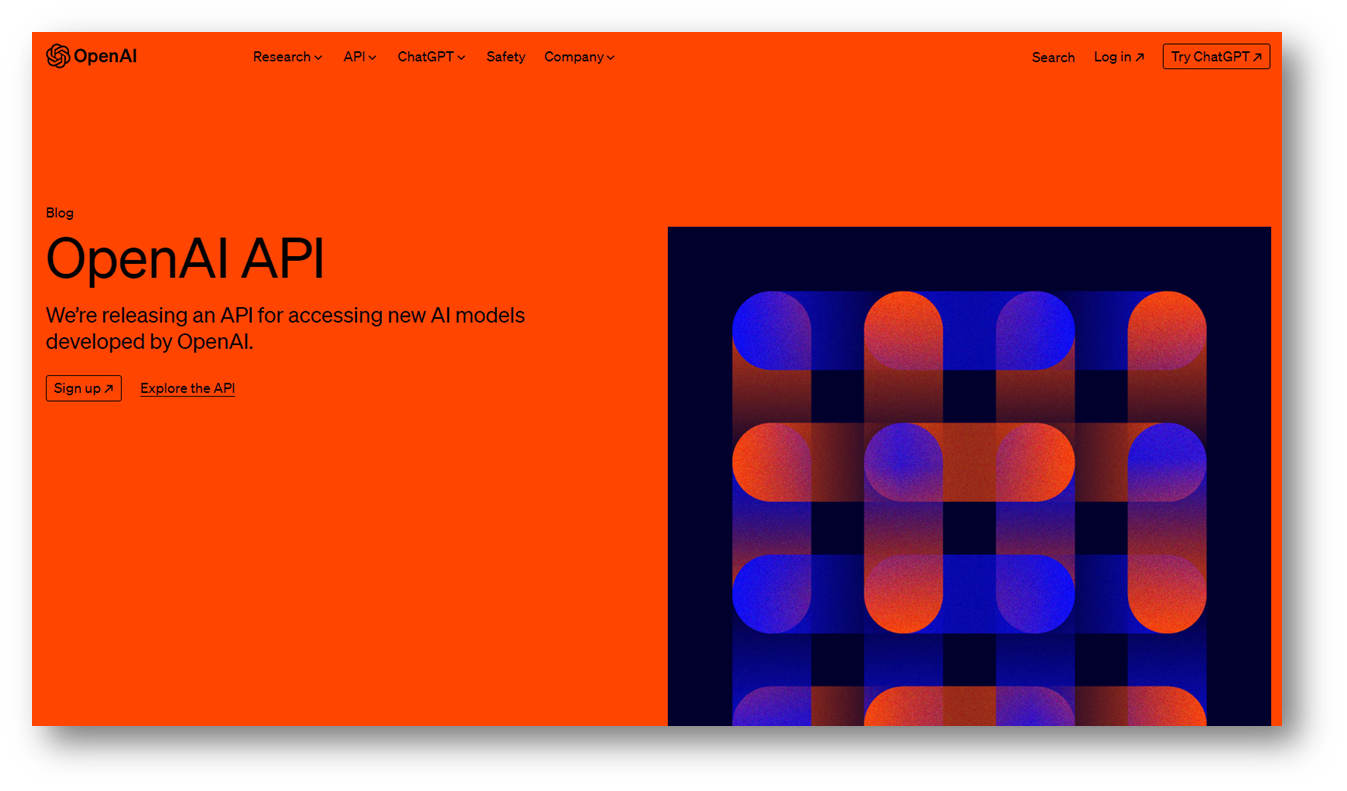 OpenAI
Research API ChatGPT Safety Company
Search Log in ↗ Try ChatGPT ↗
Blog
OpenAI API
We’re releasing an API for accessing new AI models
developed by OpenAI.
Sign up ↗ Explore the API